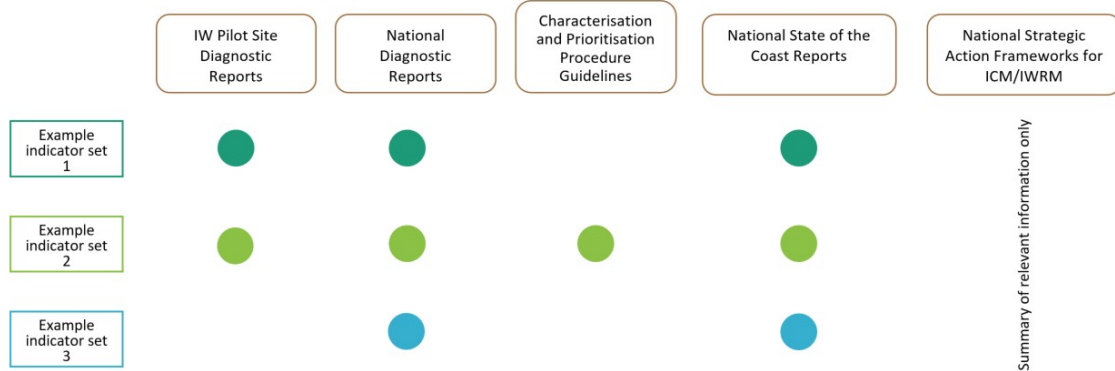 IW Pilot Site
Diagnostic
Reports
National
Diagnostic
Reports
Characterisation
and Prioritisation
Procedure
Guidelines
National State of the
Coast Reports
National Strategic
Action Frameworks for
ICM/IWRM
Example
indicator set
1
Example
indicator set
2
Example
indicator set
3
Summary of relevant information only